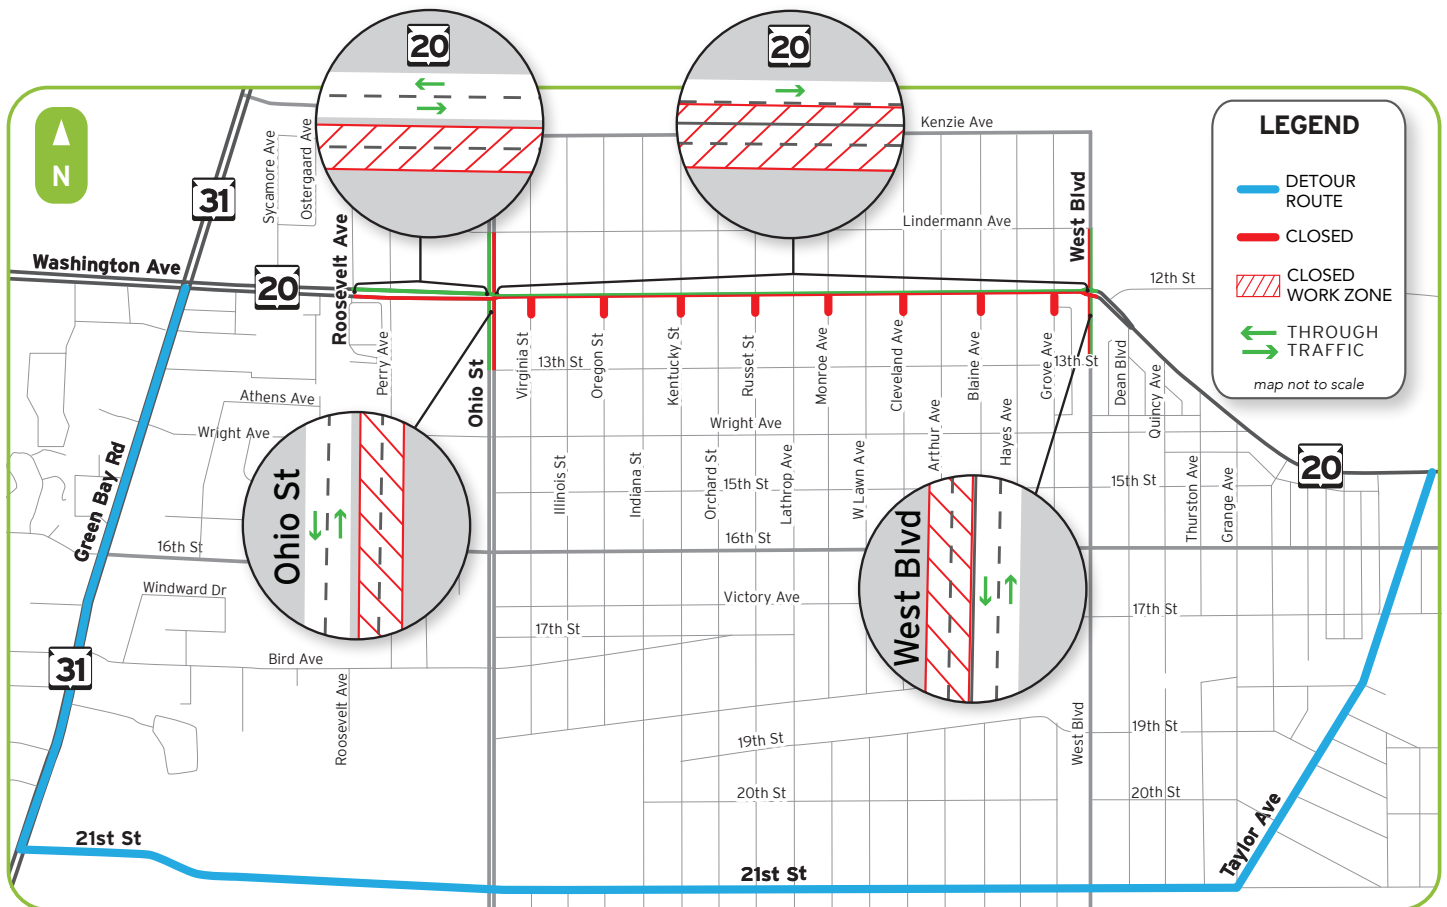 20
20
Kenzie Ave
LEGEND
DETOUR
ROUTE
CLOSED
CLOSED
WORK ZONE
THROUGH
TRAFFIC
map not to scale
N
31
Sycamore Ave
Ostergaard Ave
Roosevelt Ave
Lindermann Ave
West Blvd
Washington Ave
20
12th St
Perry Ave
Ohio St
Virginia St
13th St
Oregon St
Kentucky St
Russet St
Monroe Ave
Cleveland Ave
Blaine Ave
Grove Ave
13th St
Dean Blvd
Quincy Ave
Athens Ave
Wright Ave
Wright Ave
Arthur Ave
Hayes Ave
20
Green Bay Rd
Ohio St
Illinois St
Indiana St
Orchard St
15th St
Lathrop Ave
W Lawn Ave
West Blvd
15th St
Thurston Ave
Grange Ave
16th St
16th St
Windward Dr
Victory Ave
17th St
17th St
31
Bird Ave
Roosevelt Ave
19th St
West Blvd
19th St
20th St
20th St
21st St
21st St
Taylor Ave